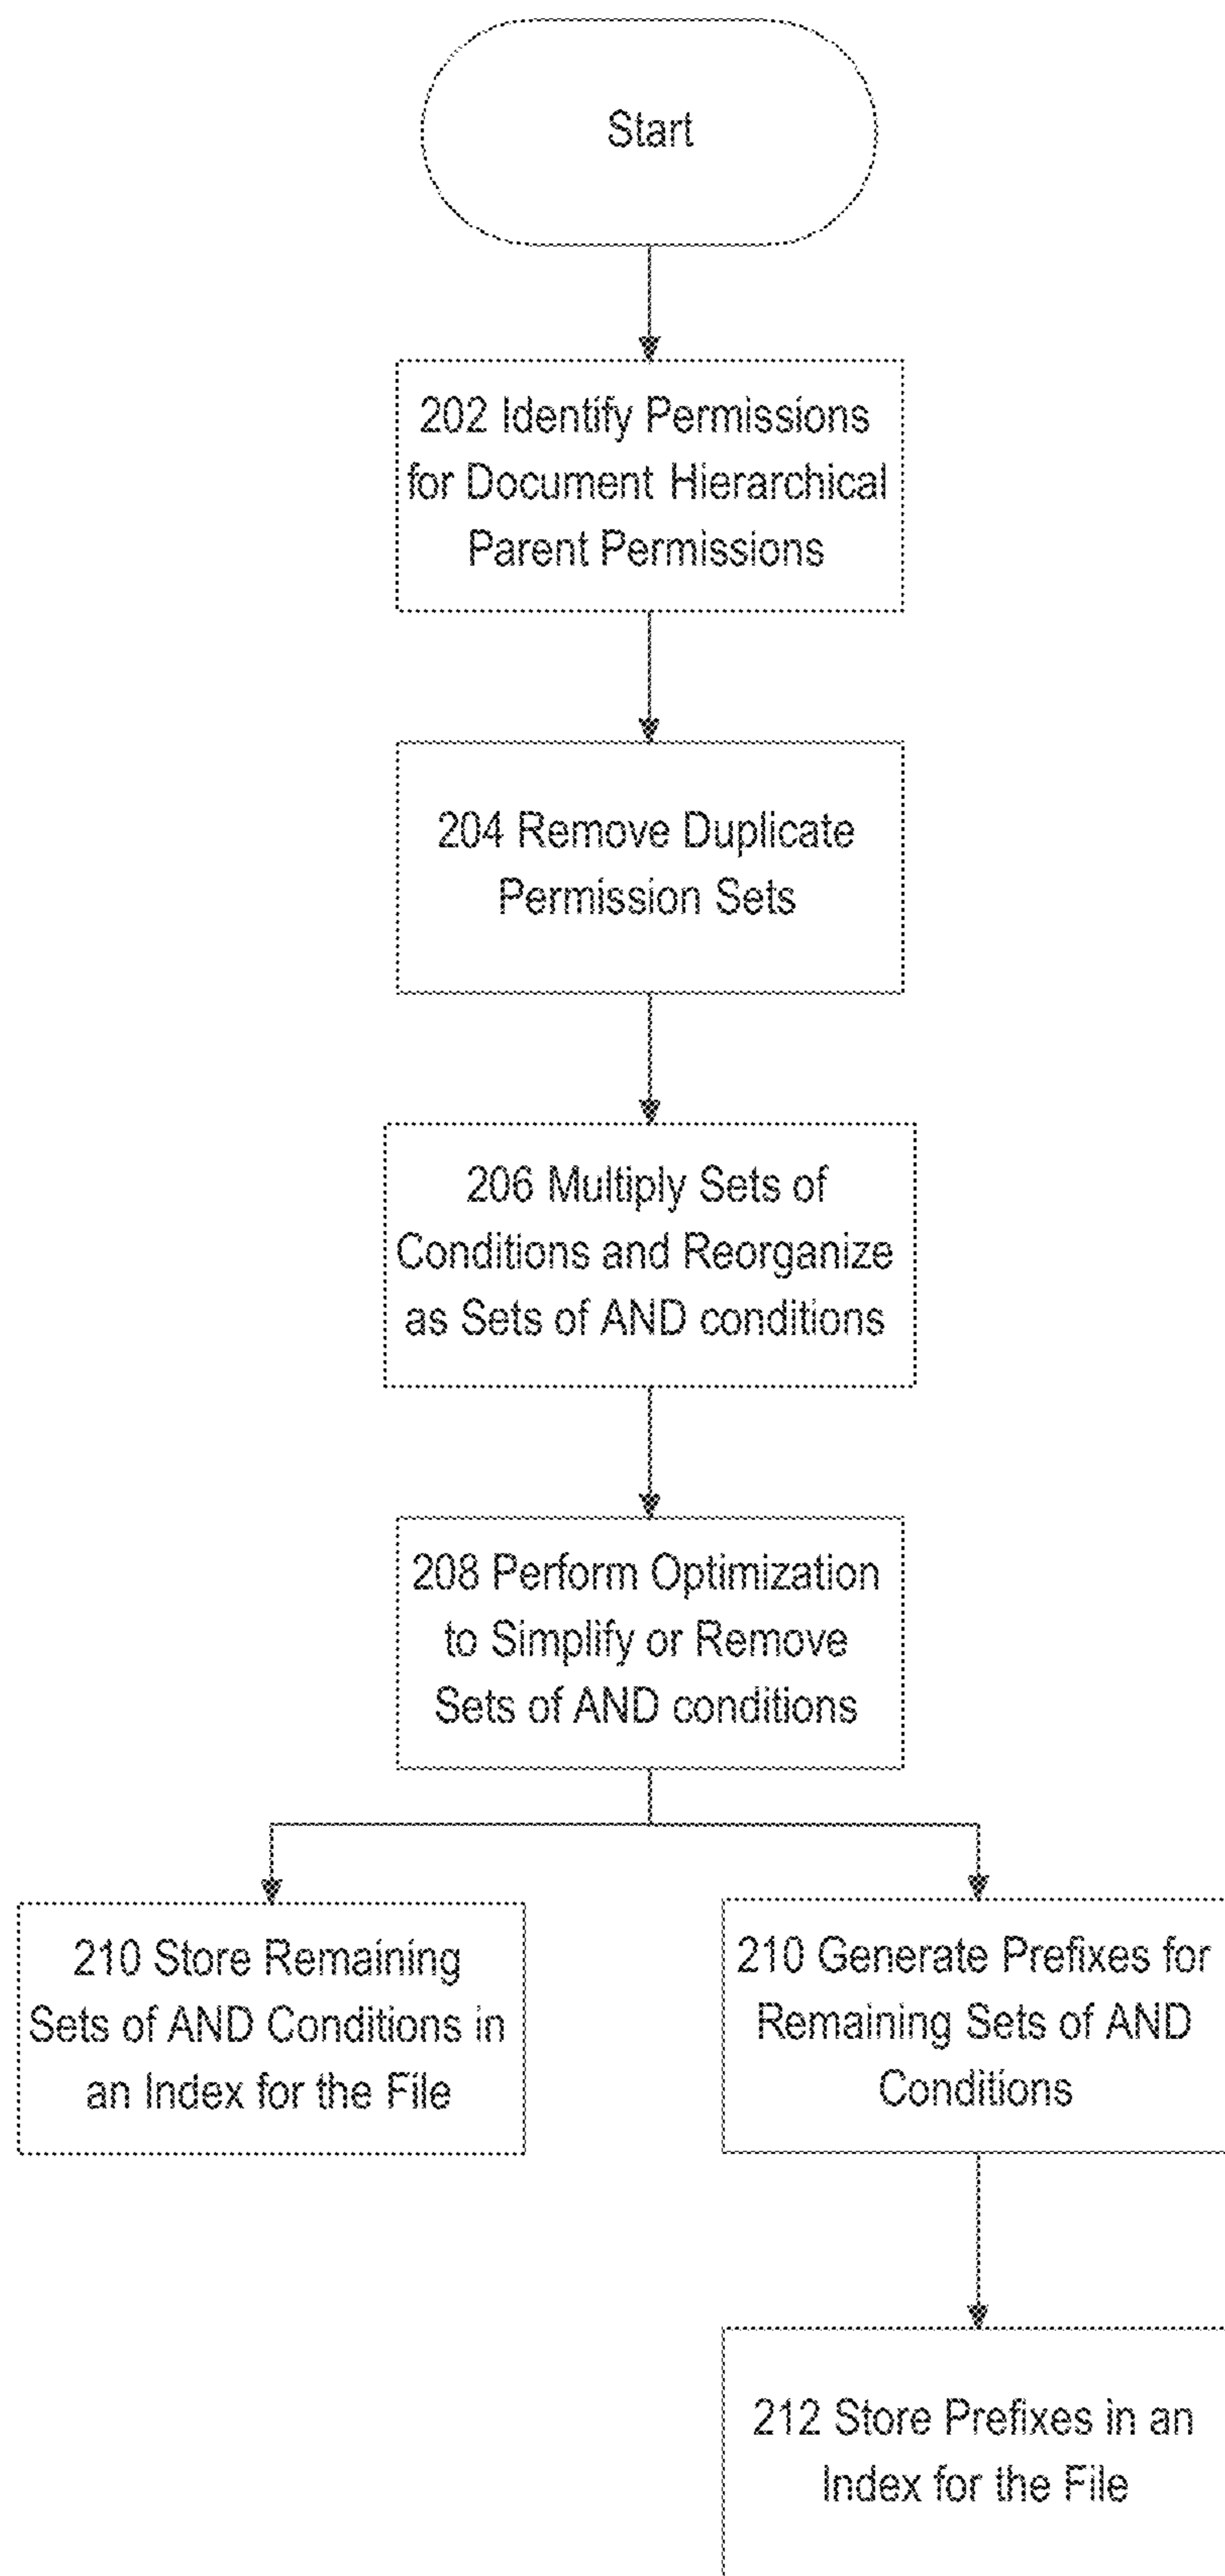 Start
202 Identify Permissions
for Document Hierarchical
Parent Permissions
204 Remove Duplicate
Permission Sets
206 Multiply Sets of
Conditions and Reorganize
as Sets of AND conditions
208 Perform Optimization
to Simplify or Remove
Sets of AND conditions
210 Store Remaining
Sets of AND Conditions in
an Index for the File
210 Generate Prefixes for
Remaining Sets of AND
Conditions
212 Store Prefixes in an
Index for the File